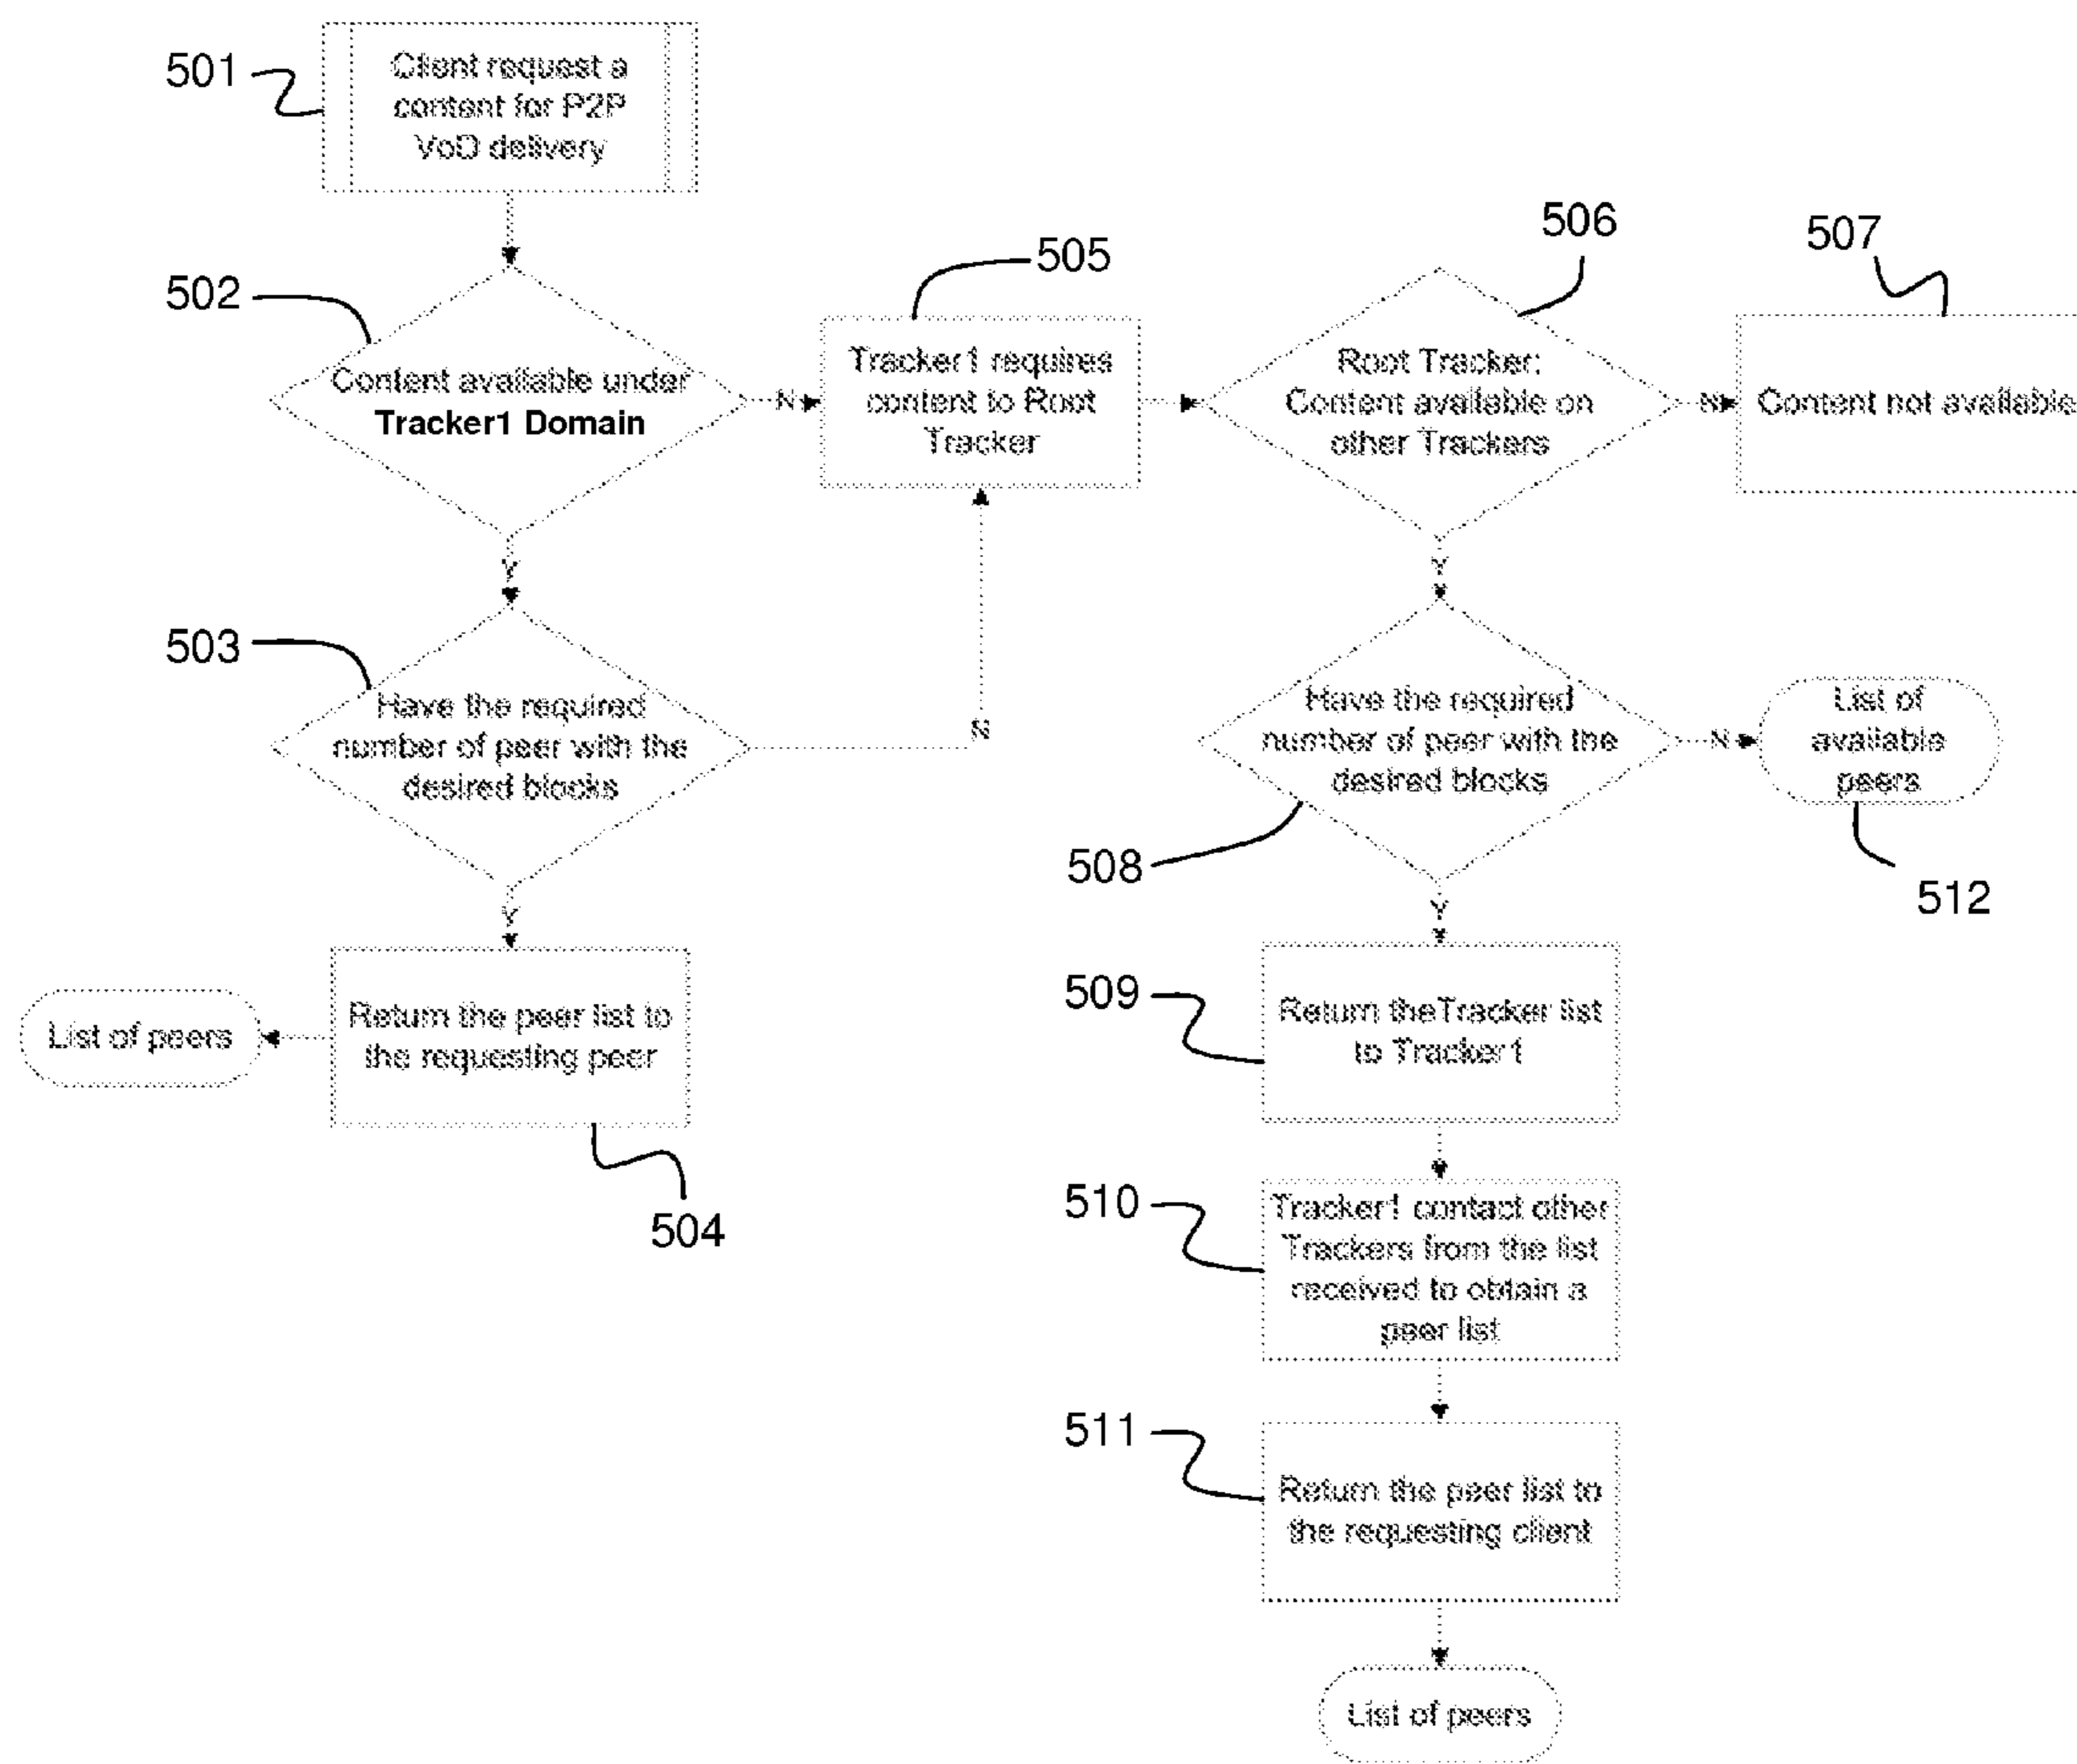 501
Client request a
content for P2P
VoD delivery
502
Content available under
Tracker1 Domain
N
Y
503
Have the required
number of peer with the
desired blocks
N
Y
Return the peer list to
the requesting peer
504
List of peers
505
Tracker1 requires
content to Root
Tracker
506
Root Tracker:
Content available on
other Trackers
N
Y
507
Content not available
508
Have the required
number of peer with the
desired blocks
N
Y
List of
available
peers
512
509
Return theTracker list
to Tracker1
510
Tracker1 contact other
Trackers from the list
received to obtain a
peer list
511
Return the peer list to
the requesting client
List of peers